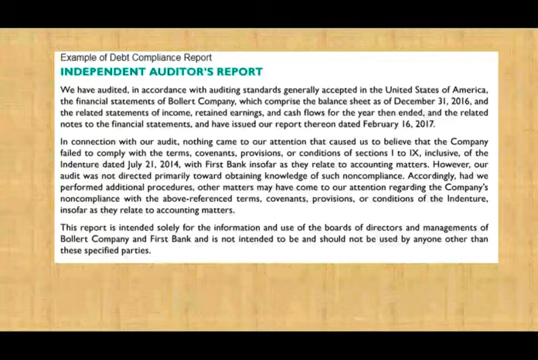 Example of Debt Compliance Report
INDEPENDENT AUDITOR'S REPORT
We have audited, in accordance with auditing standards generally accepted in the United States of America,
the financial statements of Bollert Company, which comprise the balance sheet as of December 31, 2016, and
the related statements of income, retained earnings, and cash flows for the year then ended, and the related
notes to the financial statements, and have issued our report thereon dated February 16, 2017.
In connection with our audit, nothing came to our attention that caused us to believe that the Company
failed to comply with the terms, covenants, provisions, or conditions of sections I to IX, inclusive, of
the Indenture dated July 21, 2014, with First Bank insofar as they relate to accounting matters. However, our
audit was not directed primarily toward obtaining knowledge of such noncompliance. Accordingly, had we
performed additional procedures, other matters may have come to our attention regarding the Company's
noncompliance with the above-referenced terms, covenants, provisions, or conditions of the Indenture,
insofar as they relate to accounting matters.
This report is intended solely for the information and use of the boards of directors and managements of
Bollert Company and First Bank and is not intended to be and should not be used by anyone other than
these specified parties.